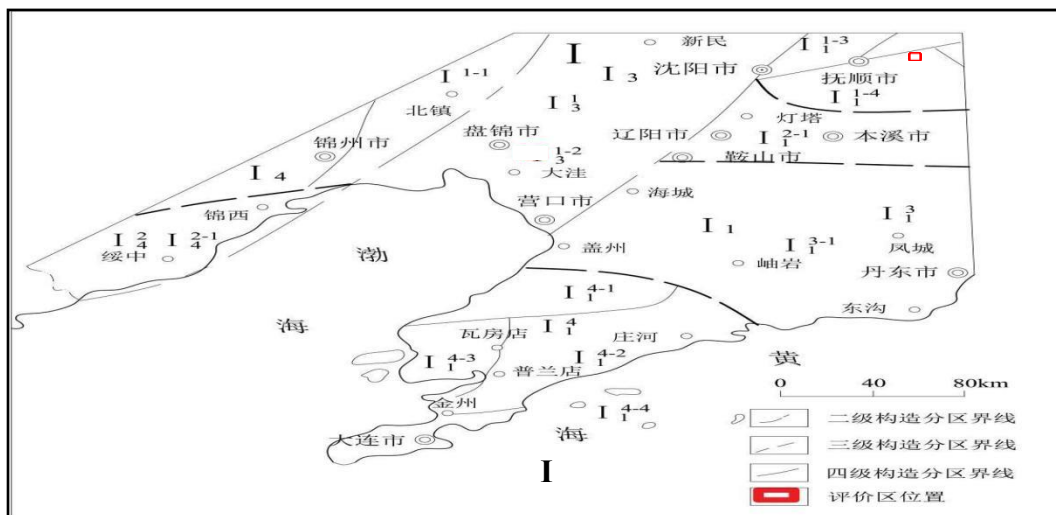 新民
I
I 1-3 1
沈阳市
抚顺市
I 1-1
I 3
I 1-4 1
北镇
I 1 3
灯塔
盘锦市
辽阳市
I 2-1 1
本溪市
锦州市
1-2 3
鞍山市
大洼
I 4
海城
营口市
锦西
I 1
I 3 1
I 2 4
I 2-1 4
渤
盖州
I 3-1 1
凤城
绥中
岫岩
丹东市
I 4-1 1
东沟
海
I 4 1
瓦房店
庄河
黄
I 4-3 1
I 4-2 1
普兰店
0 40 80km
金州
I 4-4 1
二级构造分区界线
大连市
海
三级构造分区界线
I
四级构造分区界线
评价区位置